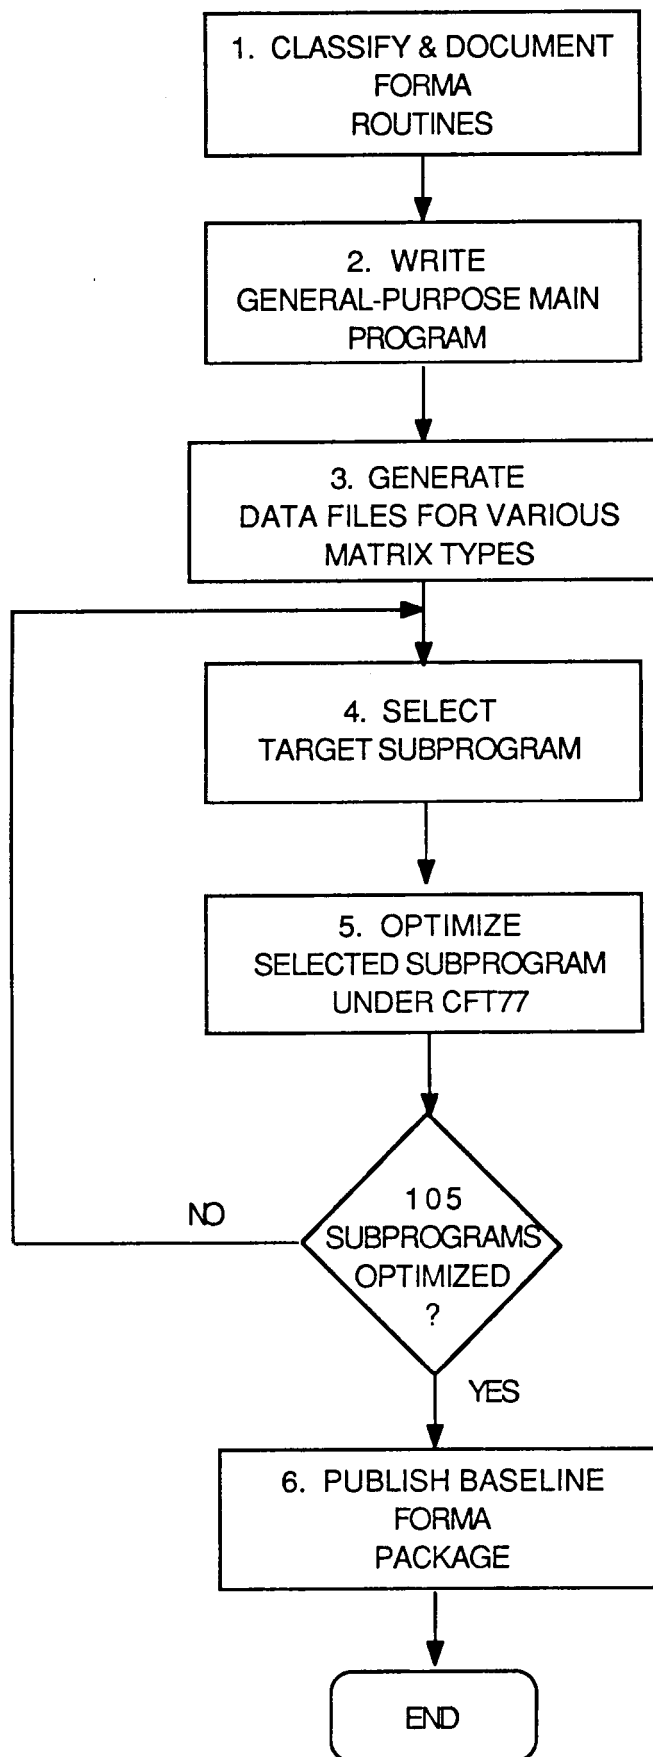 1. CLASSIFY & DOCUMENT
FORMA
ROUTINES
2. WRITE
GENERAL-PURPOSE MAIN
PROGRAM
3. GENERATE
DATA FILES FOR VARIOUS
MATRIX TYPES
4. SELECT
TARGET SUBPROGRAM
5. OPTIMIZE
SELECTED SUBPROGRAM
UNDER CFT77
105
SUBPROGRAMS
OPTIMIZED
?
NO
YES
6. PUBLISH BASELINE
FORMA
PACKAGE
END